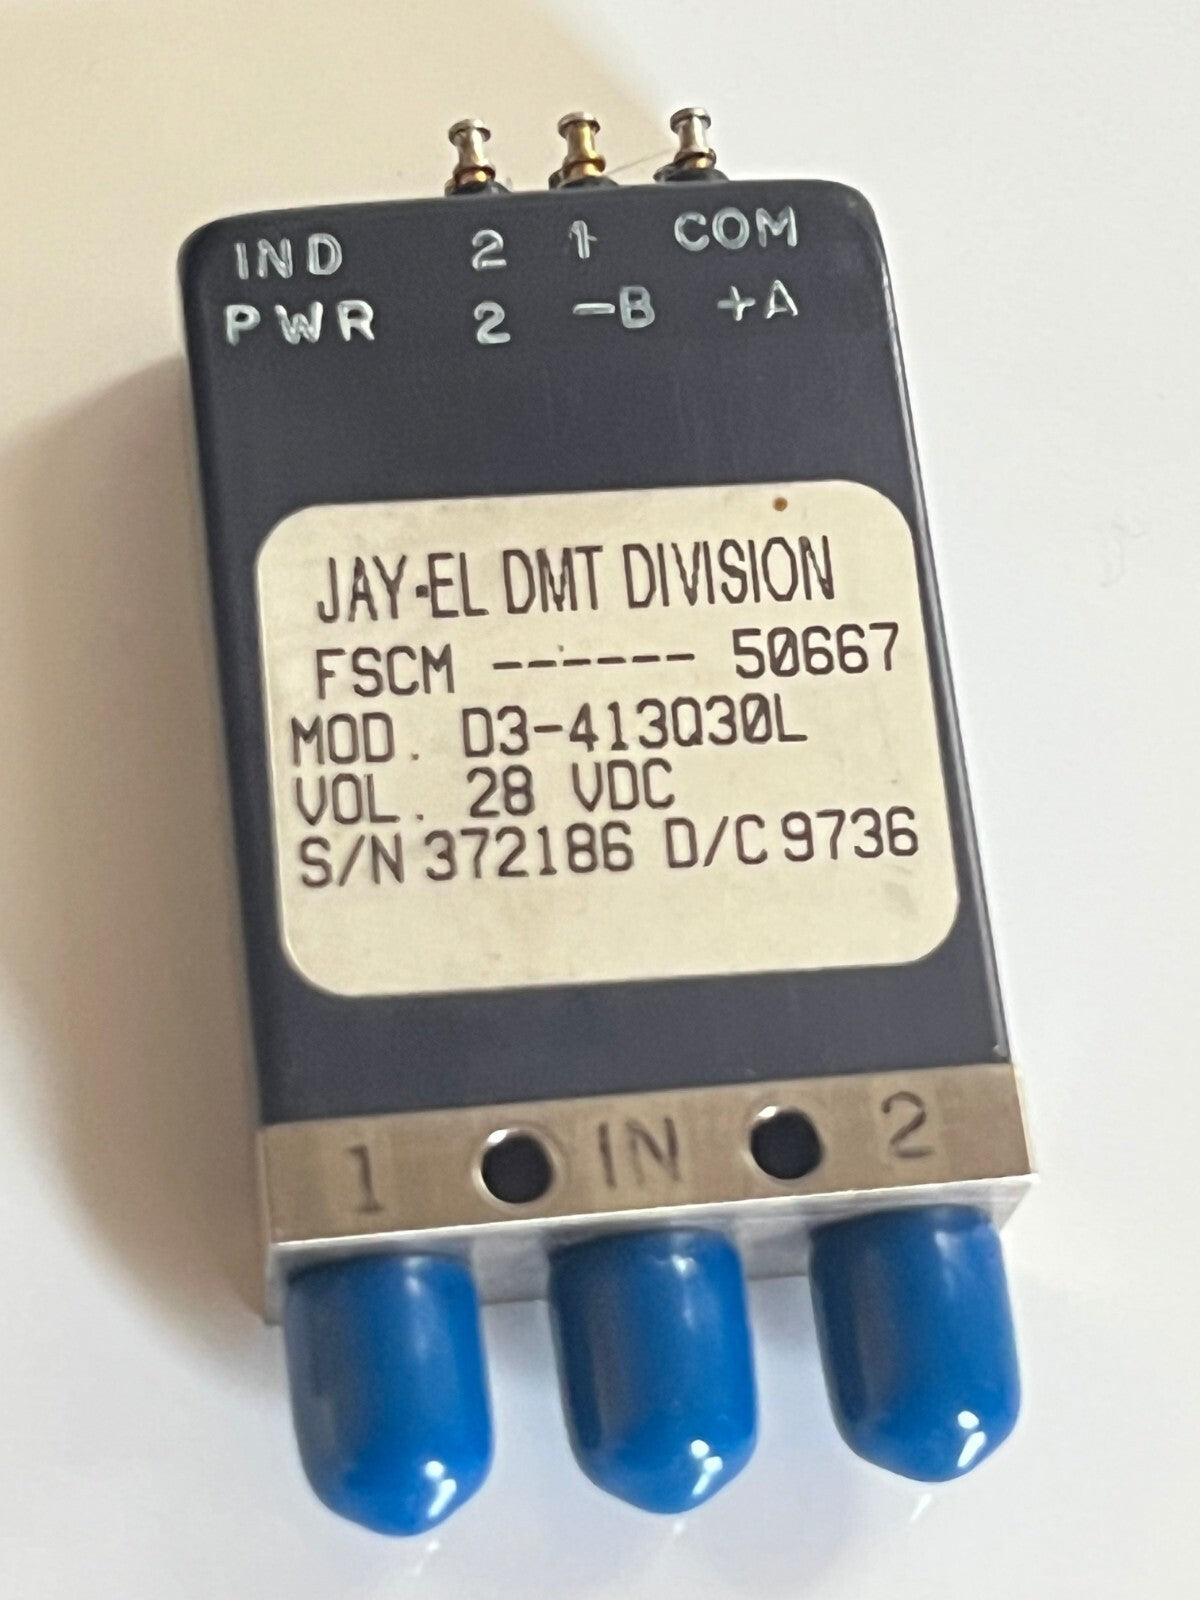 IND 2 1 COM
PWR 2 -B +A
JAY-EL DMT DIVISION
FSCM ------ 50667
MOD. D3-413Q30L
VOL. 28 VDC
S/N 372186 D/C 9736
1 IN 2